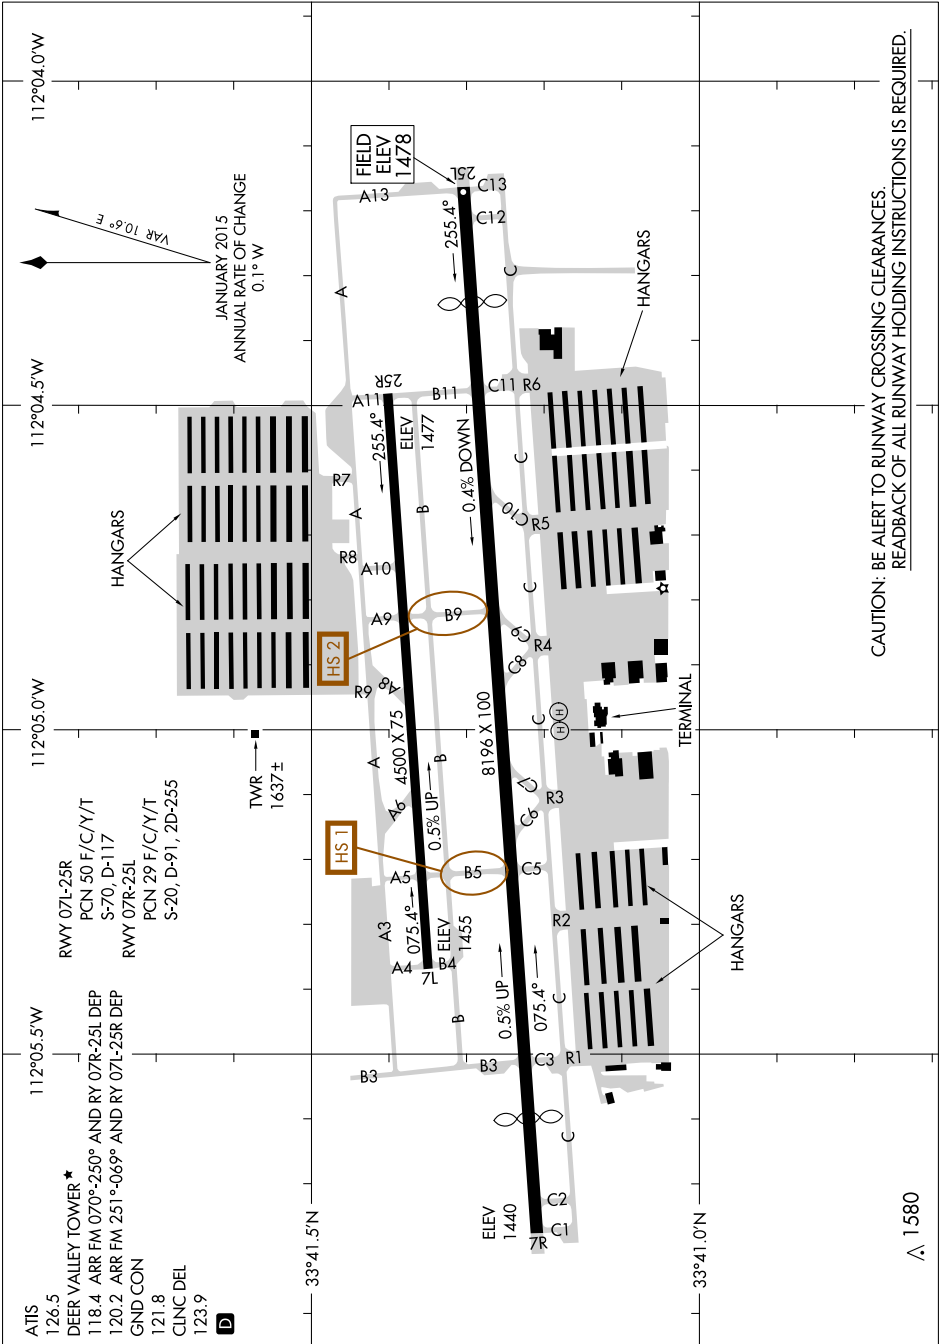 ATIS
126.5
DEER VALLEY TOWER★
118.4 ARR FM 070°-250° AND RY 07R-25L DEP
120.2 ARR FM 251°-069° AND RY 07L-25R DEP
GND CON
121.8
CLNC DEL
123.9
D
RWY 07L-25R
PCN 50 F/C/Y/T
S-70, D-117
RWY 07R-25L
PCN 29 F/C/Y/T
S-20, D-91, 2D-255
TWR
1637±
HANGARS
JANUARY 2015
ANNUAL RATE OF CHANGE
0.1° W
VAR 10.6° E
112°05.5'W
112°05.0'W
112°04.5'W
112°04.0'W
33°41.5'N
33°41.0'N
HS 1
HS 2
FIELD
ELEV
1478
R9
R8
R7
A4
A3
A5
A6
A
A8
A9
A10
A
A11
A
A13
7L
075.4°
ELEV
1455
0.5% UP
4500 X 75
255.4°
25R
ELEV
1477
B3
B3
B
B4
B5
B
B9
B
B11
7R
ELEV
1440
0.5% UP
075.4°
8196 X 100
0.4% DOWN
255.4°
25L
C1
C2
C
C3
C
C5
C6
C7
C
C8
C9
C
C10
C
C11
C
C12
C13
R1
R2
R3
R4
R5
R6
H
H
HANGARS
TERMINAL
HANGARS
1580
CAUTION: BE ALERT TO RUNWAY CROSSING CLEARANCES.
READBACK OF ALL RUNWAY HOLDING INSTRUCTIONS IS REQUIRED.